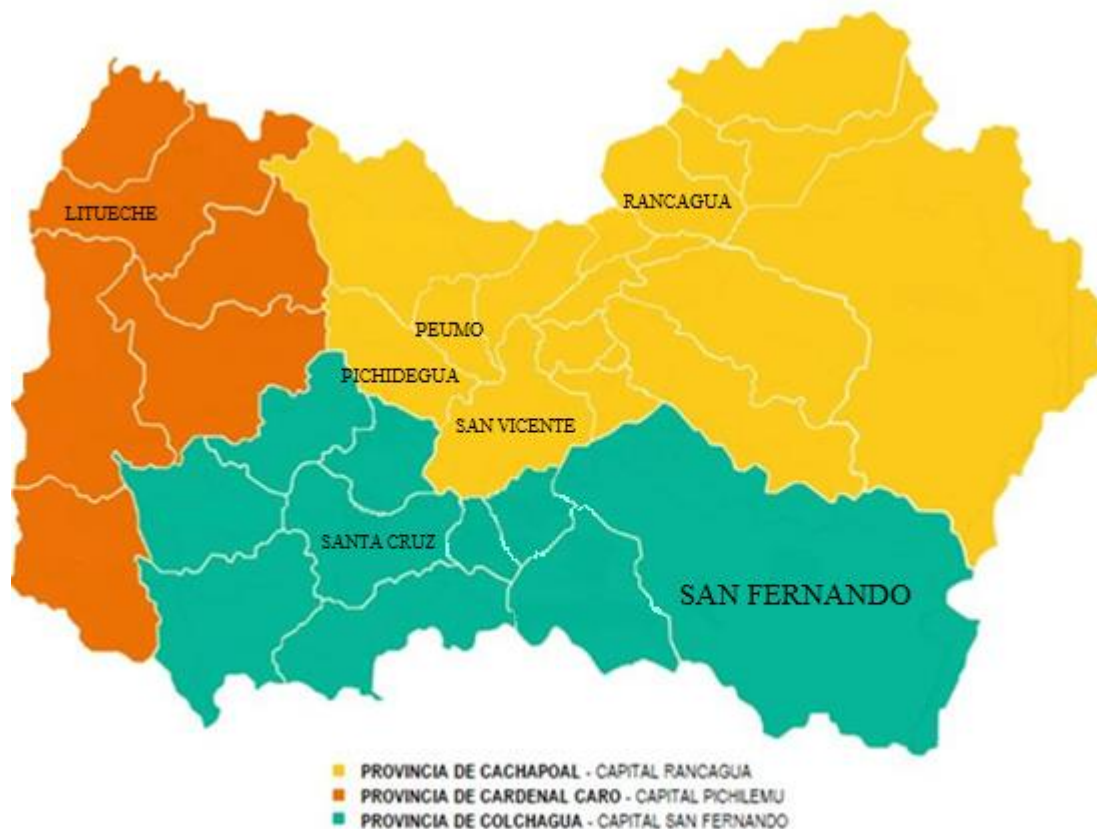 RANCAGUA
LITUECHE
PEUMO
PICHIDEGUA
SAN VICENTE
SANTA CRUZ
SAN FERNANDO
PROVINCIA DE CACHAPOAL - CAPITAL RANCAGUA
PROVINCIA DE CARDENAL CARO - CAPITAL PICHILEMU
PROVINCIA DE COLCHAGUA - CAPITAL SAN FERNANDO